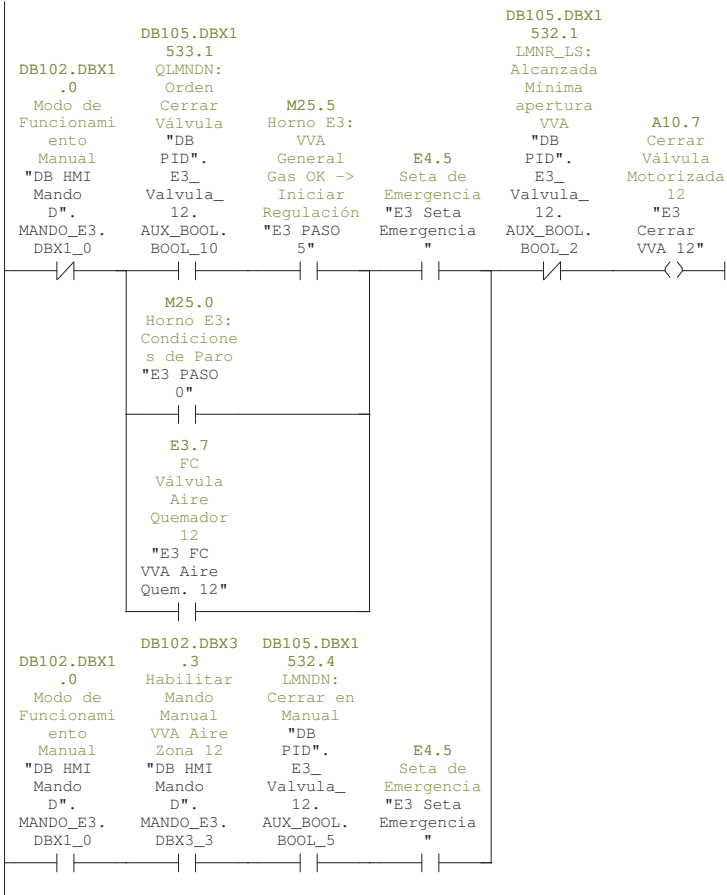 DB102.DBX1
.0
Modo de
Funcionami
ento
Manual
"DB HMI
Mando
D".
MANDO_E3.
DBX1_0
DB105.DBX1
533.1
QLMNDN:
Orden
Cerrar
Válvula
"DB
PID".
E3_
Valvula_
12.
AUX_BOOL.
BOOL_10
M25.5
Horno E3:
VVA
General
Gas OK ->
Iniciar
Regulación
"E3 PASO
5"
E4.5
Seta de
Emergencia
"E3 Seta
Emergencia
"
DB105.DBX1
532.1
LMNR_LS:
Alcanzada
Mínima
apertura
VVA
"DB
PID".
E3_
Valvula_
12.
AUX_BOOL.
BOOL_2
A10.7
Cerrar
Válvula
Motorizada
12
"E3
Cerrar
VVA 12"
M25.0
Horno E3:
Condicione
s de Paro
"E3 PASO
0"
E3.7
FC
Válvula
Aire
Quemador
12
"E3 FC
VVA Aire
Quem. 12"
DB102.DBX1
.0
Modo de
Funcionami
ento
Manual
"DB HMI
Mando
D".
MANDO_E3.
DBX1_0
DB102.DBX3
.3
Habilitar
Mando
Manual
VVA Aire
Zona 12
"DB HMI
Mando
D".
MANDO_E3.
DBX3_3
DB105.DBX1
532.4
LMNDN:
Cerrar en
Manual
"DB
PID".
E3_
Valvula_
12.
AUX_BOOL.
BOOL_5
E4.5
Seta de
Emergencia
"E3 Seta
Emergencia
"